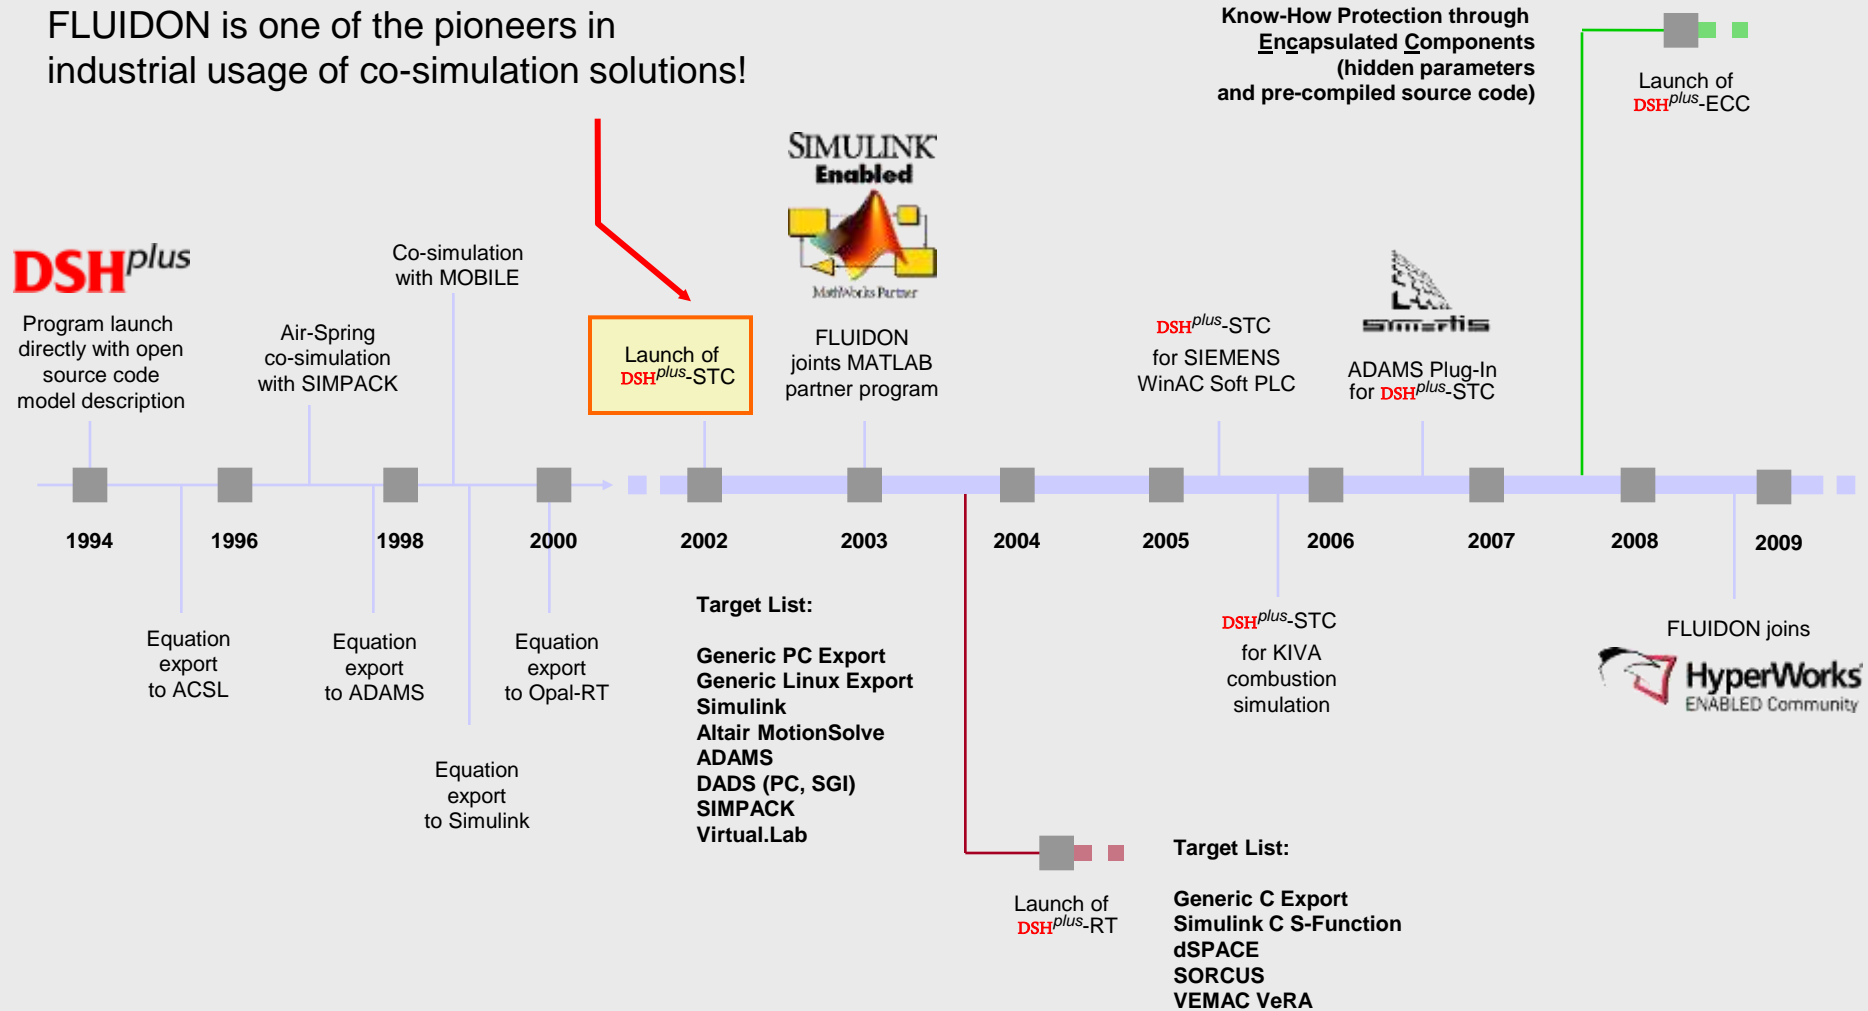 FLUIDON is one of the pioneers in
industrial usage of co-simulation solutions!
Know-How Protection through
Encapsulated Components
(hidden parameters
and pre-compiled source code)
Launch of
DSHplus-ECC
SIMULINK
Enabled
MathWorks Partner
DSHplus
Program launch
directly with open
source code
model description
Air-Spring
co-simulation
with SIMPACK
Co-simulation
with MOBILE
Launch of
DSHplus-STC
FLUIDON
joints MATLAB
partner program
DSHplus-STC
for SIEMENS
WinAC Soft PLC
ADAMS Plug-In
for DSHplus-STC
1994
1996
1998
2000
2002
2003
2004
2005
2006
2007
2008
2009
Equation
export
to ACSL
Equation
export
to ADAMS
Equation
export
to Simulink
Equation
export
to Opal-RT
Target List:
Generic PC Export
Generic Linux Export
Simulink
Altair MotionSolve
ADAMS
DADS (PC, SGI)
SIMPACK
Virtual.Lab
Launch of
DSHplus-RT
Target List:
Generic C Export
Simulink C S-Function
dSPACE
SORCUS
VEMAC VeRA
DSHplus-STC
for KIVA
combustion
simulation
FLUIDON joins
HyperWorks
ENABLED Community